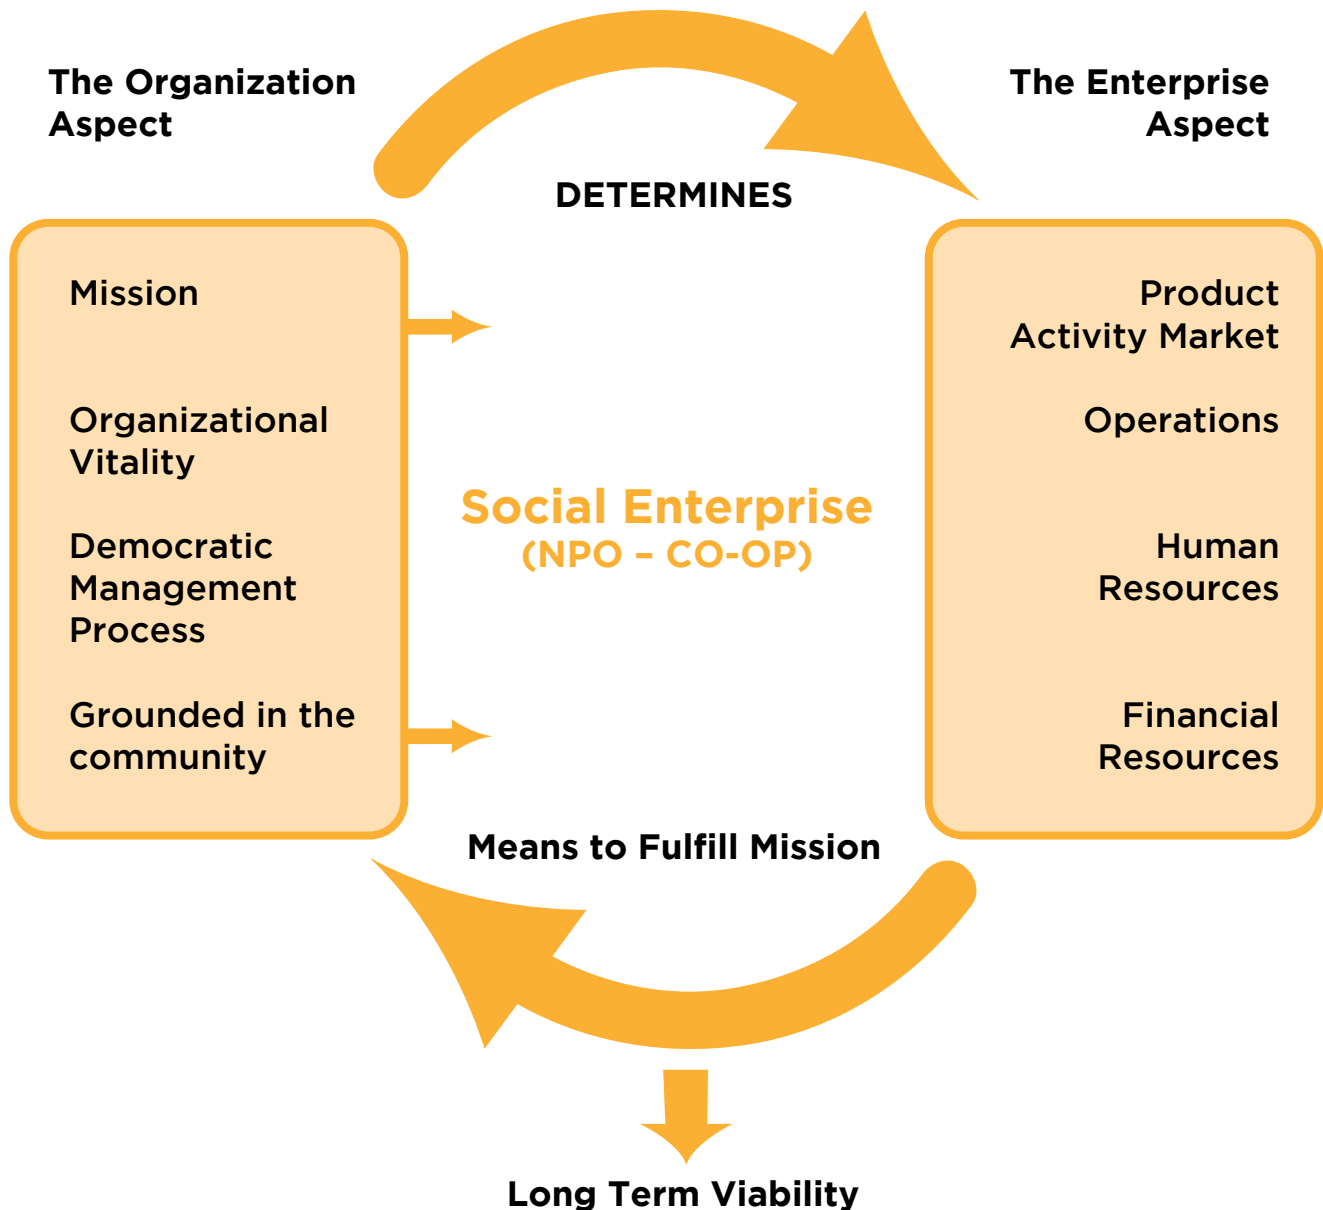 The Organization
Aspect
The Enterprise
Aspect
DETERMINES
Mission
Organizational
Vitality
Democratic
Management
Process
Grounded in the
community
Social Enterprise
(NPO – CO-OP)
Product
Activity Market
Operations
Human
Resources
Financial
Resources
Means to Fulfill Mission
Long Term Viability